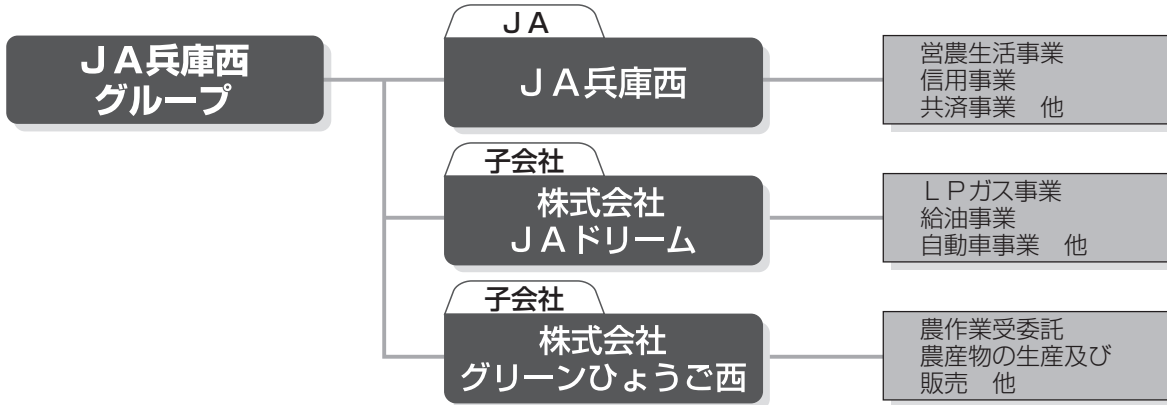 ＪＡ兵庫西
グループ
ＪＡ
ＪＡ兵庫西
営農生活事業
信用事業
共済事業　他
子会社
株式会社
ＪＡドリーム
ＬＰガス事業
給油事業
自動車事業　他
子会社
株式会社
グリーンひょうご西
農作業受委託
農産物の生産及び
販売　他